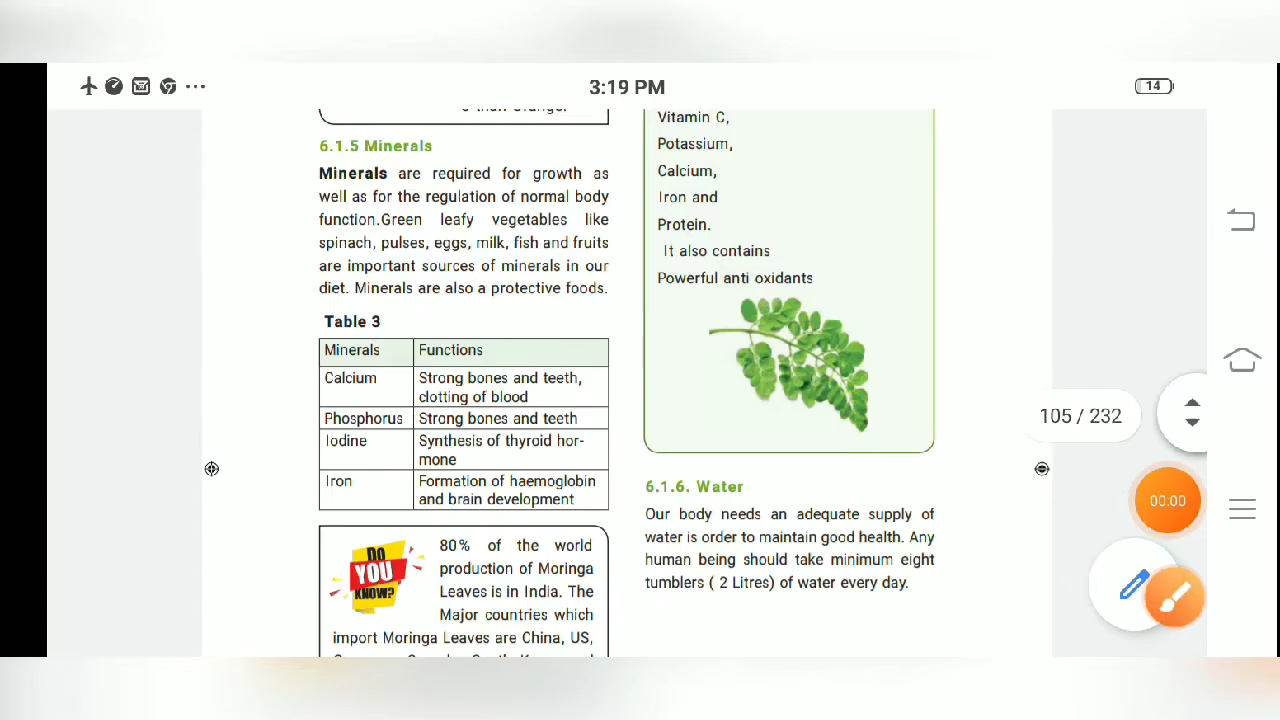 3:19 PM
14
6.1.5 Minerals
Minerals are required for growth as
well as for the regulation of normal body
function.Green leafy vegetables like
spinach, pulses, eggs, milk, fish and fruits
are important sources of minerals in our
diet. Minerals are also a protective foods.
Table 3
Minerals Functions
Calcium Strong bones and teeth,
clotting of blood
Phosphorus Strong bones and teeth
Iodine Synthesis of thyroid hor-
mone
Iron Formation of haemoglobin
and brain development
DO
YOU
KNOW?
80% of the world
production of Moringa
Leaves is in India. The
Major countries which
import Moringa Leaves are China, US,
Vitamin C,
Potassium,
Calcium,
Iron and
Protein.
It also contains
Powerful anti oxidants
6.1.6. Water
Our body needs an adequate supply of
water is order to maintain good health. Any
human being should take minimum eight
tumblers ( 2 Litres) of water every day.
105 / 232
00:00